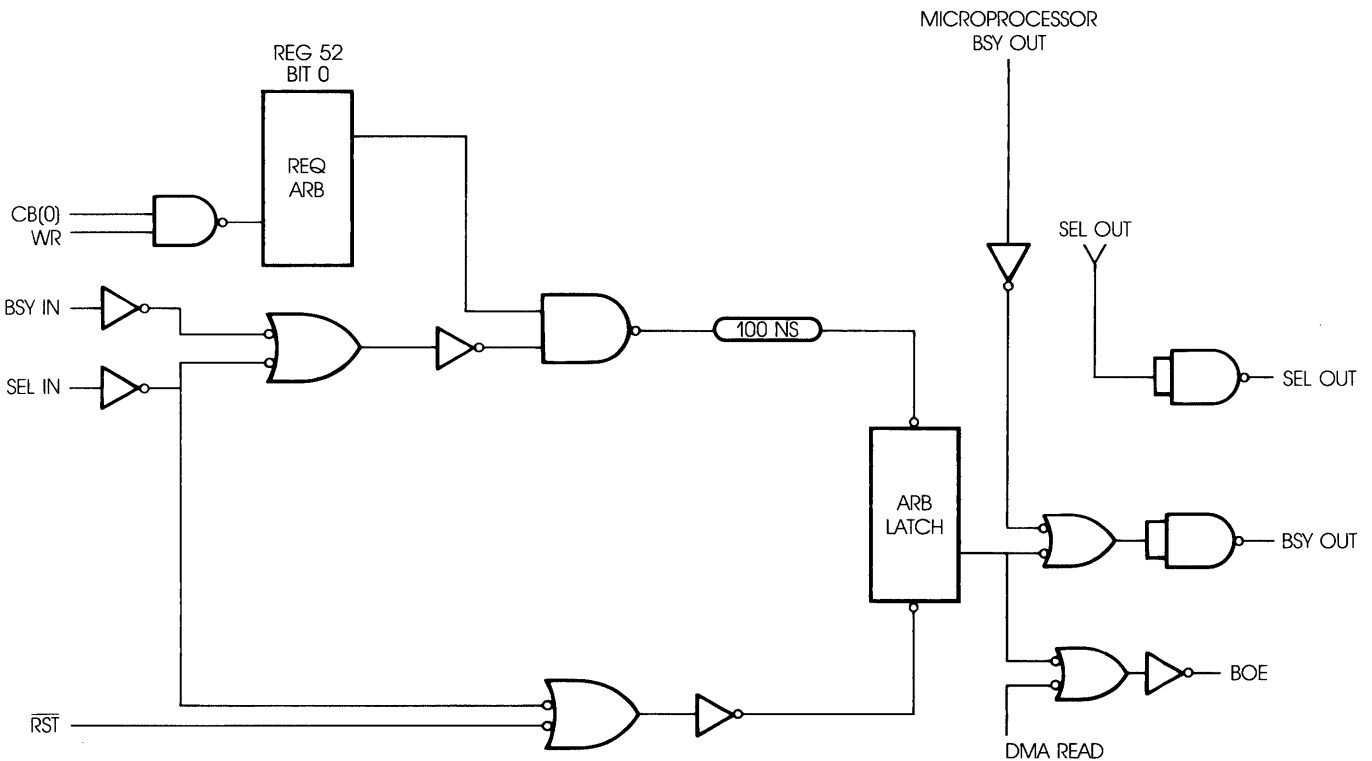 MICROPROCESSOR
BSY OUT
REG 52
BIT 0
REQ
ARB
CB(0)
WR
SEL OUT
BSY IN
100 NS
SEL IN
SEL OUT
ARB
LATCH
BSY OUT
BOE
RST
DMA READ